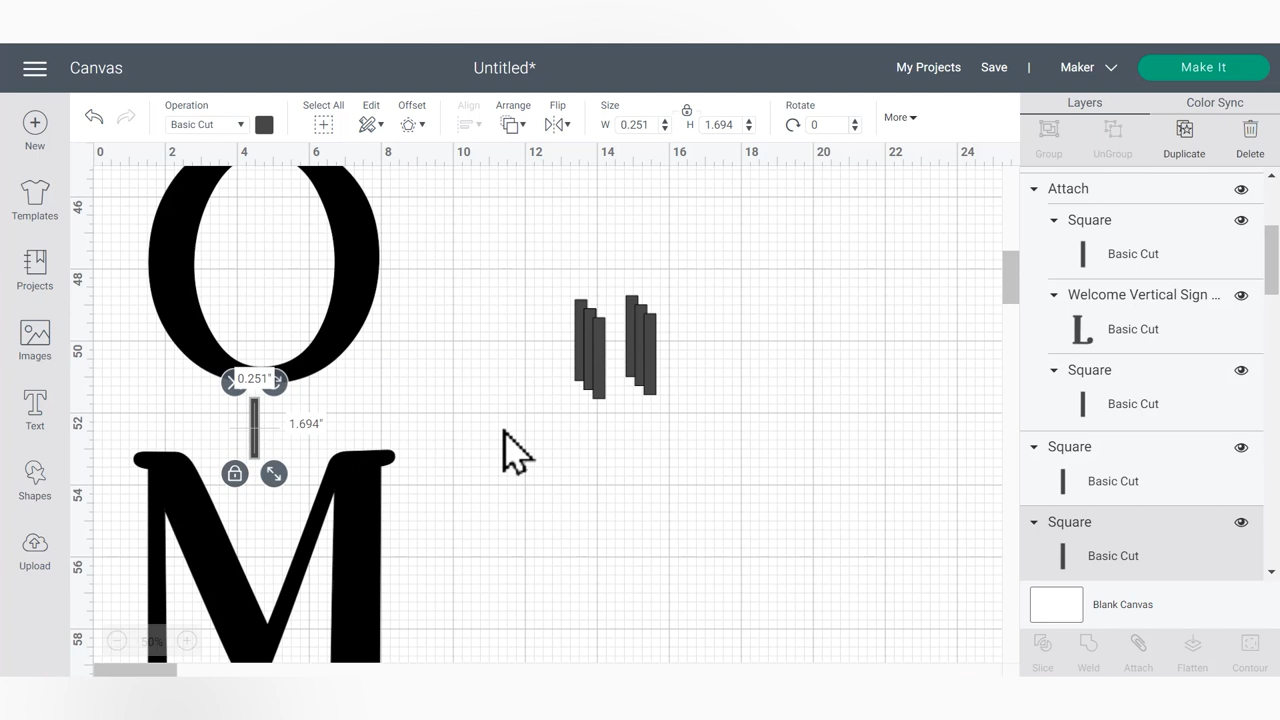 Canvas
Untitled*
My Projects Save | Maker Make It
Operation
Basic Cut
Select All
Edit
Offset
Align
Arrange
Flip
Size
W 0.251
H 1.694
Rotate
0
More
Layers
Color Sync
Group
UnGroup
Duplicate
Delete
New
Templates
Projects
Images
Text
Shapes
Upload
0 2 4 6 8 10 12 14 16 18 20 22 24
46
48
50
52
54
56
58
O
0.251"
1.694"
M
50%
Attach
Square
Basic Cut
Welcome Vertical Sign ...
L Basic Cut
Square
Basic Cut
Square
Basic Cut
Square
Basic Cut
Blank Canvas
Slice
Weld
Attach
Flatten
Contour